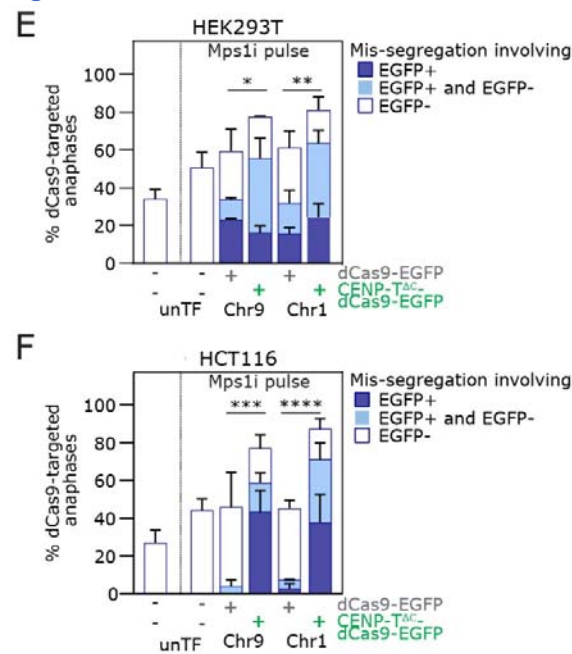 E
HEK293T
Mps1i pulse
Mis-segregation involving
EGFP+
EGFP+ and EGFP-
EGFP-
% dCas9-targeted
anaphases
100
80
60
40
20
0
* **
- - + +
dCas9-EGFP
- - + +
CENP-TΔC-
dCas9-EGFP
unTF Chr9 Chr1
F
HCT116
Mps1i pulse
Mis-segregation involving
EGFP+
EGFP+ and EGFP-
EGFP-
% dCas9-targeted
anaphases
100
80
60
40
20
0
*** ****
- - + +
dCas9-EGFP
- - + +
CENP-TΔC-
dCas9-EGFP
unTF Chr9 Chr1